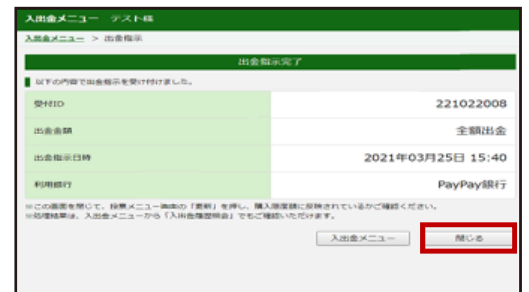 入出金メニュー テスト様
入出金メニュー > 出金指示
出金指示完了
以下の内容で出金指示を受け付けました。
受付ID 221022008
出金金額 全額出金
出金指示日時 2021年03月25日 15:40
利用銀行 PayPay銀行
※この画面を閉じて、投票メニュー画面の「更新」を押し、購入限度額に反映されているかご確認ください。
※処理結果は、入出金メニューから「入出金履歴照会」でもご確認いただけます。
入出金メニュー 閉じる